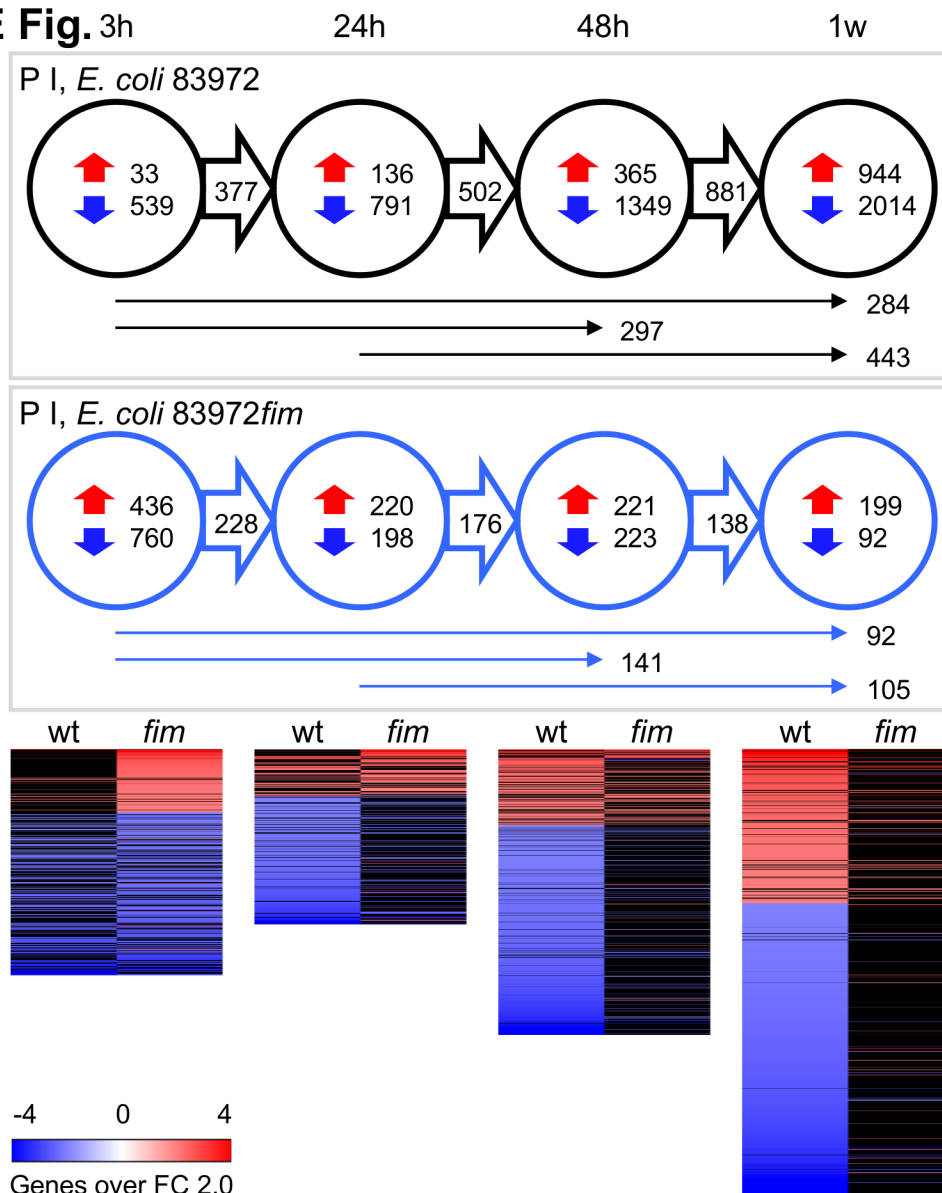 E Fig. 3h 24h 48h 1w
P I, E. coli 83972
33 377 136 502 365 881 944
539 791 1349 2014
284
297
443
P I, E. coli 83972fim
436 228 220 176 221 138 199
760 198 223 92
92
141
105
wt fim wt fim wt fim wt fim
-4 0 4
Genes over FC 2.0